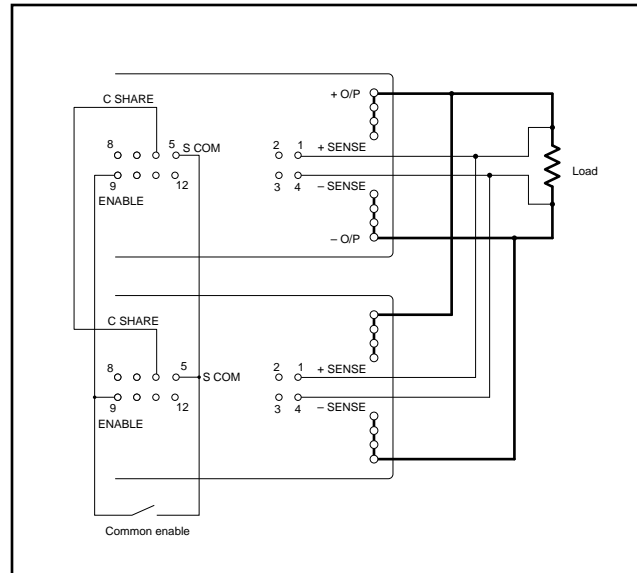 + O/P
C SHARE
8
5
S COM
2
1
+ SENSE
9
12
3
4
– SENSE
Load
ENABLE
– O/P
C SHARE
8
5
S COM
2
1
+ SENSE
9
12
3
4
– SENSE
ENABLE
Common enable